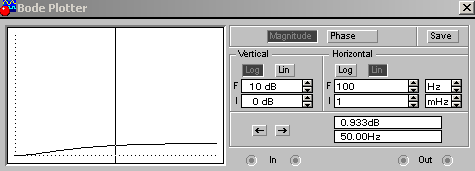 Bode Plotter
Magnitude Phase Save
Vertical Horizontal
Log Lin Log Lin
F 10 dB F 100 Hz
I 0 dB I 1 mHz
0.933dB
50.00Hz
In Out